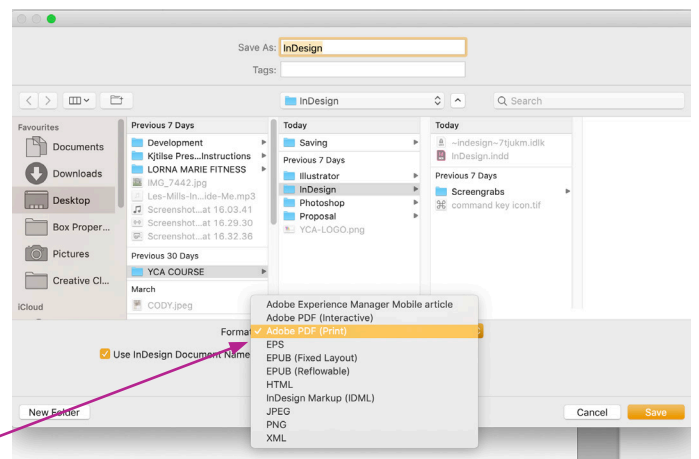 Save As: InDesign
Tags:
InDesign
Search
Favourites
Documents
Downloads
Desktop
Box Proper...
Pictures
Creative Cl...
iCloud
Previous 7 Days
Development
Kjtilse Pres...Instructions
LORNA MARIE FITNESS
IMG_7442.jpg
Les-Mills-In...ide-Me.mp3
Screenshot...at 16.03.41
Screenshot...at 16.29.30
Screenshot...at 16.32.36
Previous 30 Days
YCA COURSE
March
CODY.jpeg
Today
Saving
Previous 7 Days
Illustrator
InDesign
Photoshop
Proposal
YCA-LOGO.png
Today
~indesign~7tjukm.idlk
InDesign.indd
Previous 7 Days
Screengrabs
command key icon.tif
Format
Adobe Experience Manager Mobile article
Adobe PDF (Interactive)
Adobe PDF (Print)
EPS
EPUB (Fixed Layout)
EPUB (Reflowable)
HTML
InDesign Markup (IDML)
JPEG
PNG
XML
Use InDesign Document Name
New Folder
Cancel
Save